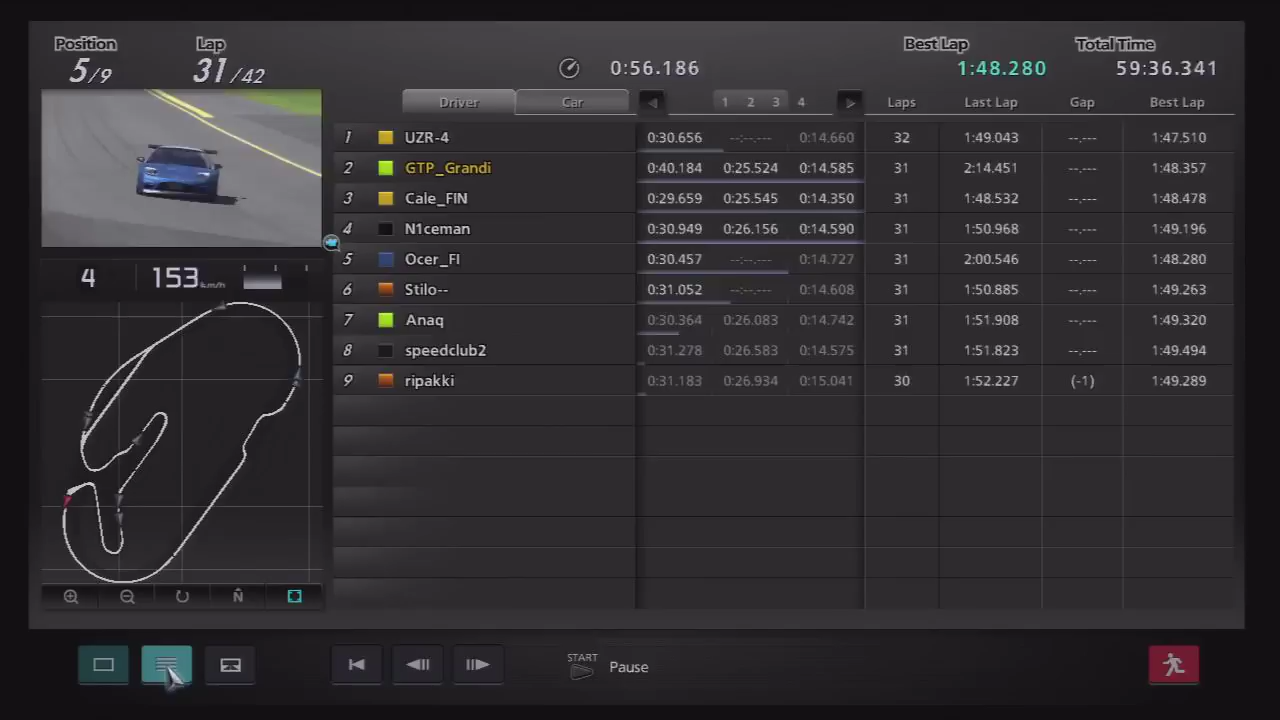 Position Lap Best Lap Total Time
5/9 31/42 0:56.186 1:48.280 59:36.341
Driver Car 1 2 3 4 Laps Last Lap Gap Best Lap
1 UZR-4 0:30.656 --:--.--- 0:14.660 32 1:49.043 --.--- 1:47.510
2 GTP_Grandi 0:40.184 0:25.524 0:14.585 31 2:14.451 --.--- 1:48.357
3 Cale_FIN 0:29.659 0:25.545 0:14.350 31 1:48.532 --.--- 1:48.478
4 N1ceman 0:30.949 0:26.156 0:14.590 31 1:50.968 --.--- 1:49.196
5 Ocer_FI 0:30.457 --:--.--- 0:14.727 31 2:00.546 --.--- 1:48.280
6 Stilo-- 0:31.052 --:--.--- 0:14.608 31 1:50.885 --.--- 1:49.263
7 Anaq 0:30.364 0:26.083 0:14.742 31 1:51.908 --.--- 1:49.320
8 speedclub2 0:31.278 0:26.583 0:14.575 31 1:51.823 --.--- 1:49.494
9 ripakki 0:31.183 0:26.934 0:15.041 30 1:52.227 (-1) 1:49.289
4 153 km/h
N
START Pause